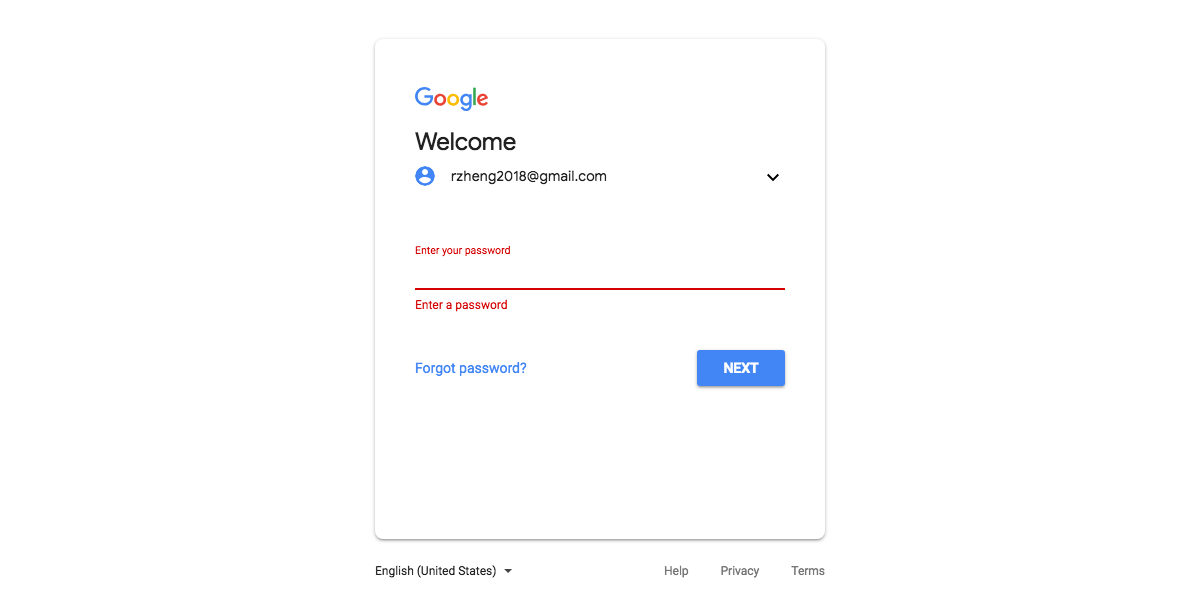 Google
Welcome
rzheng2018@gmail.com
Enter your password
Enter a password
Forgot password? NEXT
English (United States) Help Privacy Terms